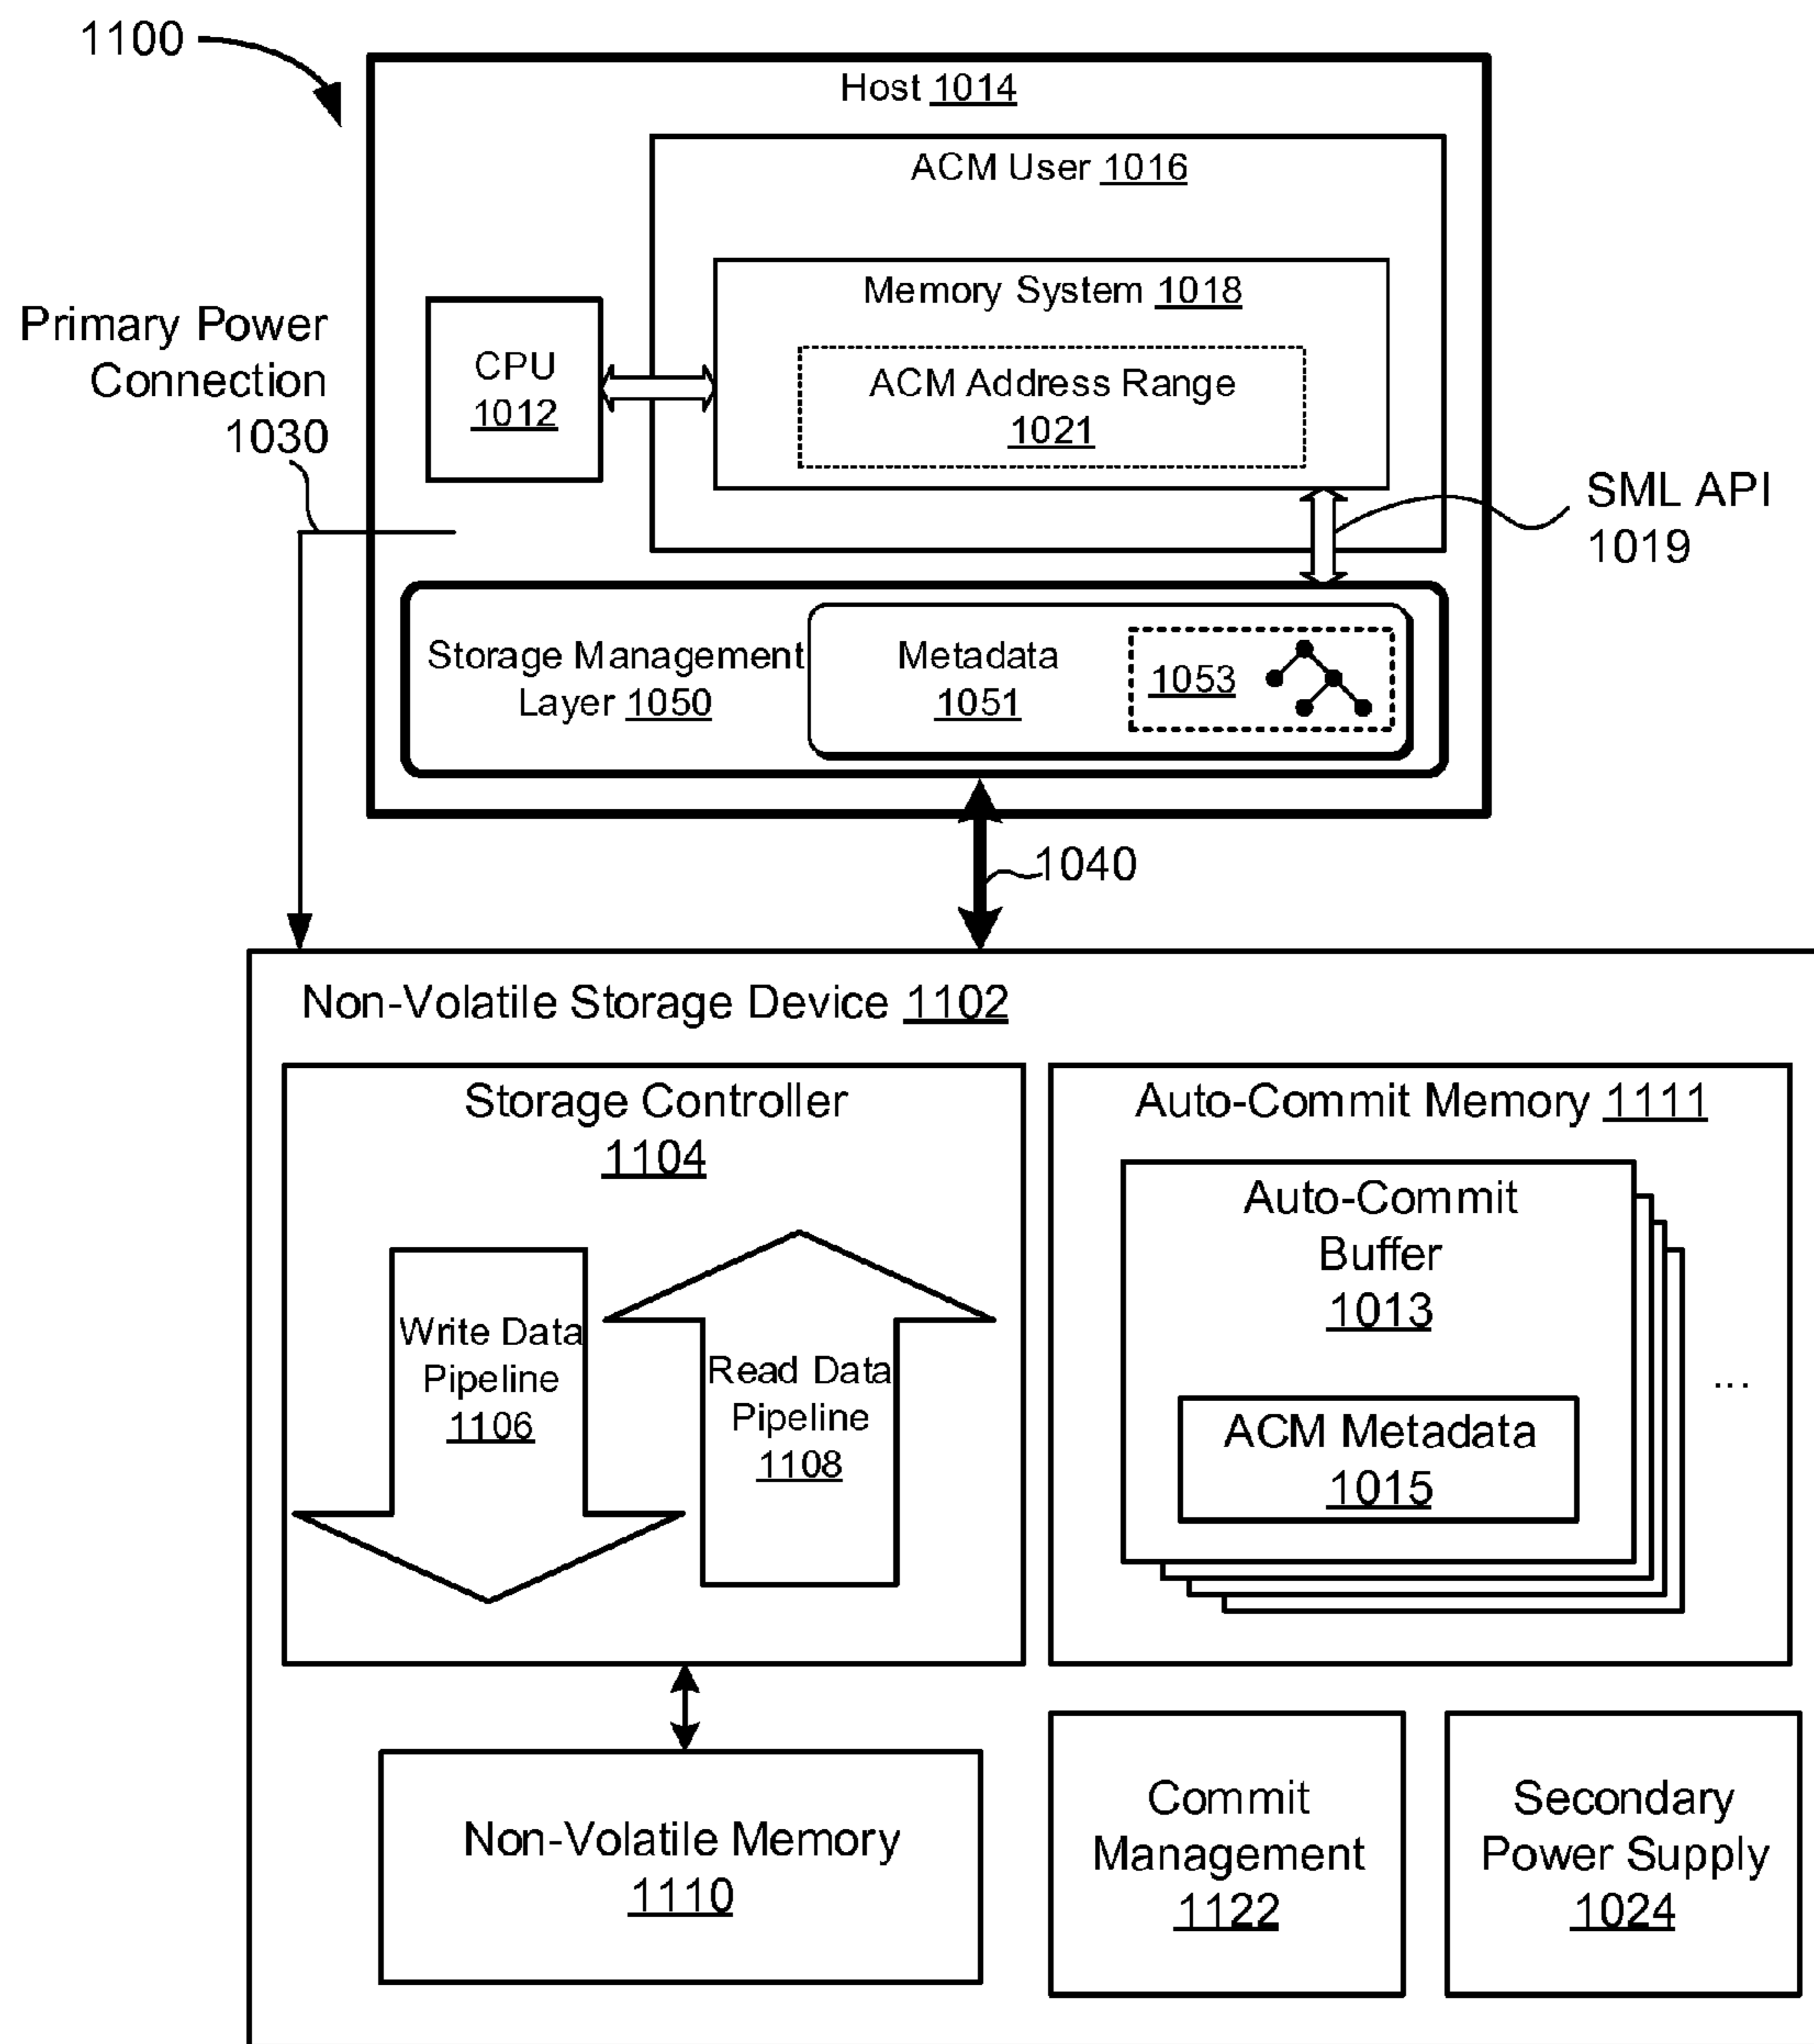 1100
Host 1014
ACM User 1016
Memory System 1018
ACM Address Range
1021
CPU
1012
Primary Power
Connection
1030
SML API
1019
Storage Management
Layer 1050
Metadata
1051
1053
1040
Non-Volatile Storage Device 1102
Storage Controller
1104
Write Data
Pipeline
1106
Read Data
Pipeline
1108
Auto-Commit Memory 1111
Auto-Commit
Buffer
1013
ACM Metadata
1015
...
Non-Volatile Memory
1110
Commit
Management
1122
Secondary
Power Supply
1024